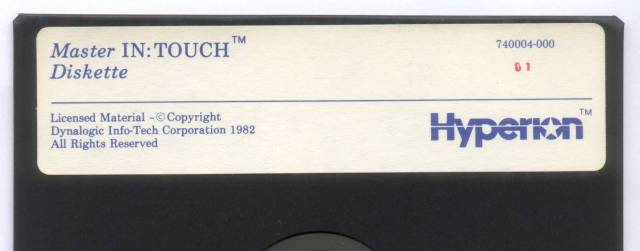 Master IN:TOUCH™
Diskette
740004-000
01
Licensed Material -© Copyright
Dynalogic Info-Tech Corporation 1982
All Rights Reserved
Hyperion™